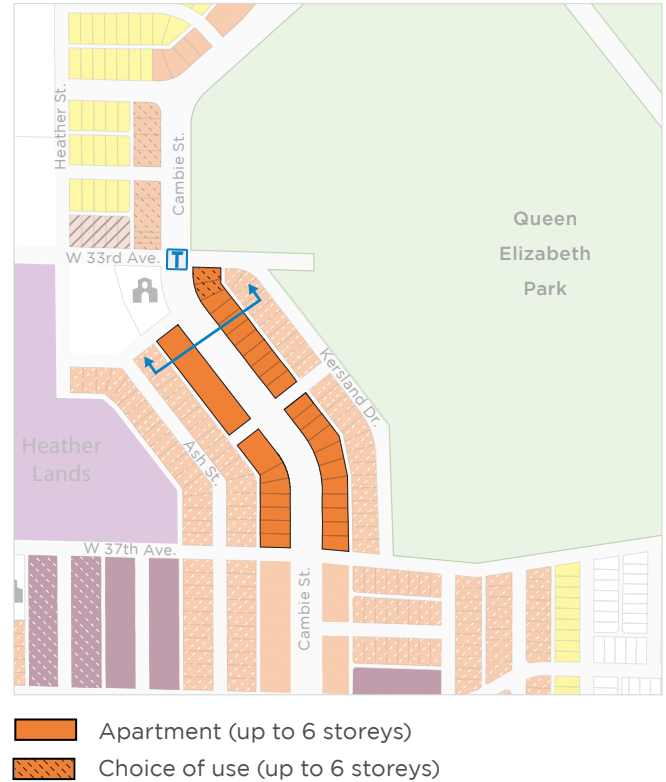 Heather St.
Cambie St.
Queen
Elizabeth
Park
W 33rd Ave.
T
Kersland Dr.
Heather
Lands
Ash St.
W 37th Ave.
Cambie St.
Apartment (up to 6 storeys)
Choice of use (up to 6 storeys)